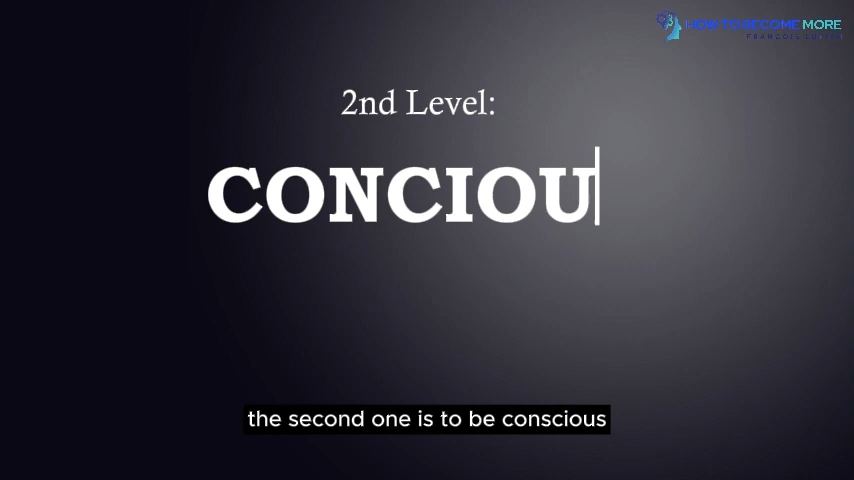 HOW TO BECOME MORE
2nd Level:
CONCIOU
the second one is to be conscious